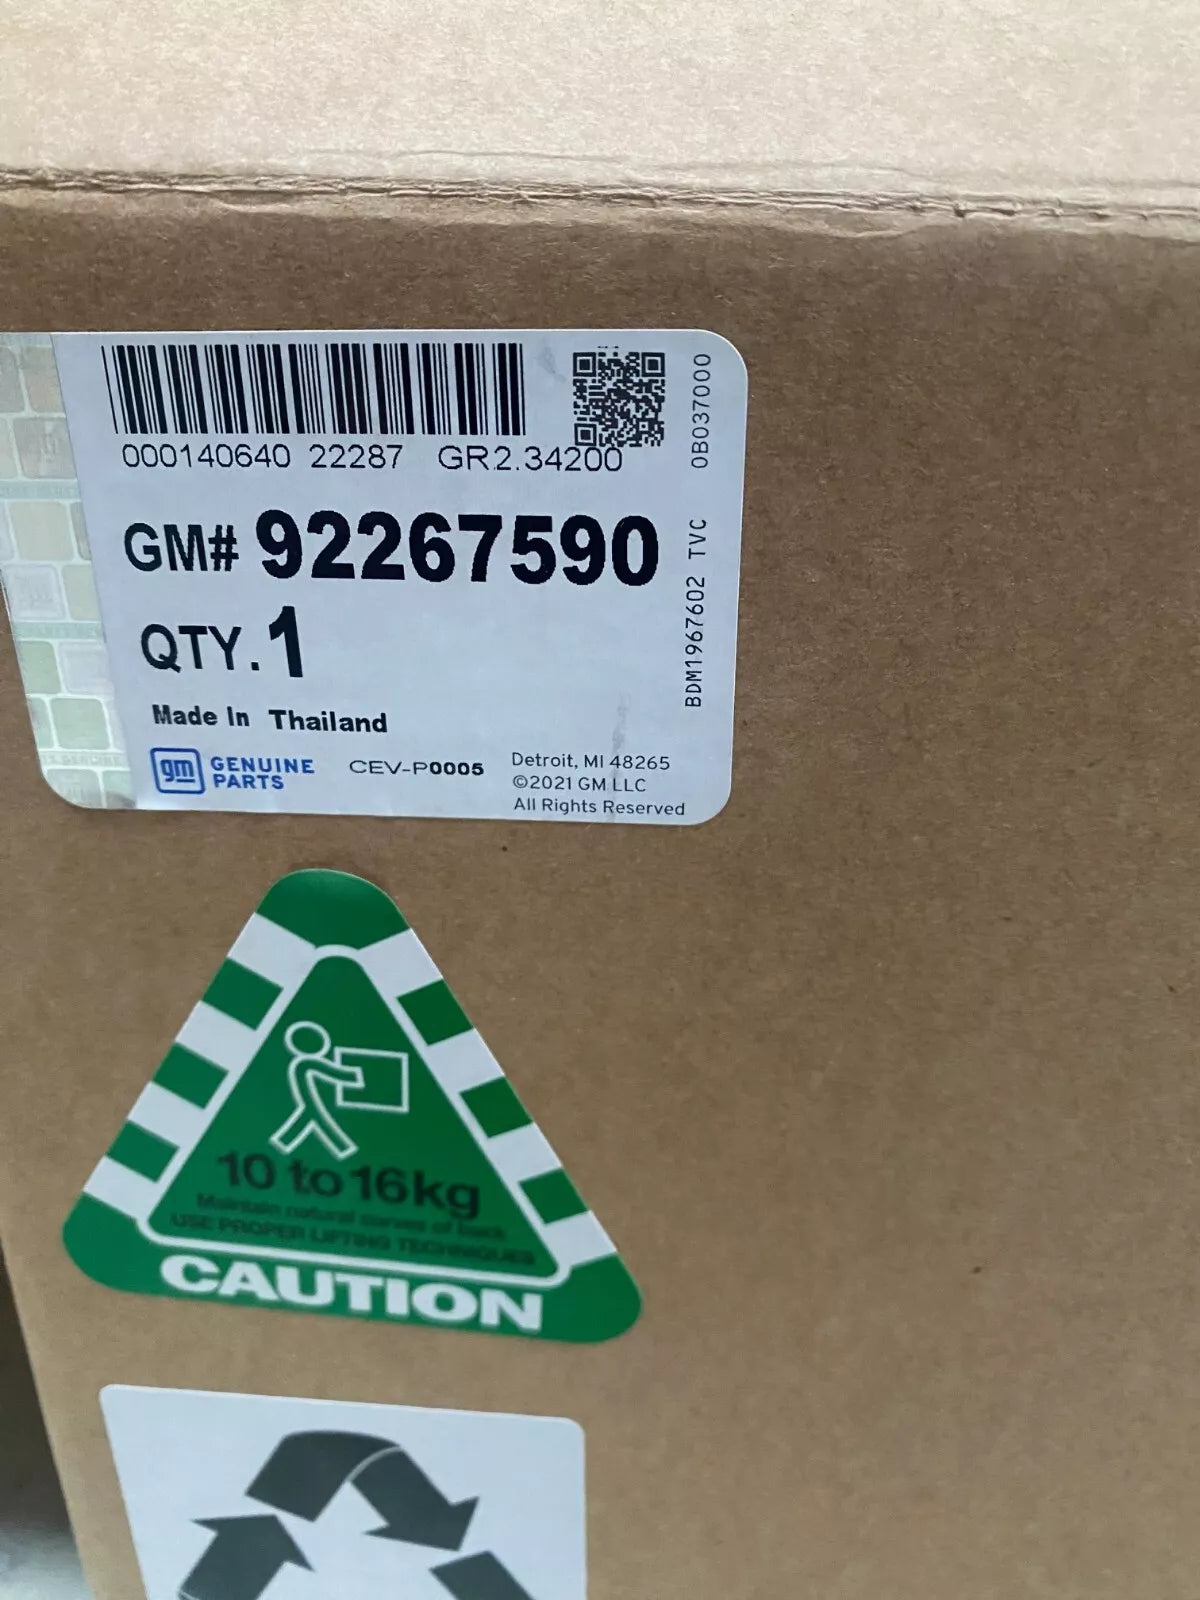 000140640 22287 GR2.34200
GM# 92267590
QTY. 1
Made In Thailand
gm GENUINE
PARTS
CEV-P0005
Detroit, MI 48265
©2021 GM LLC
All Rights Reserved
BDM1967602 TVC 0B037000
10 to 16kg
Maintain natural curves of back
USE PROPER LIFTING TECHNIQUES
CAUTION